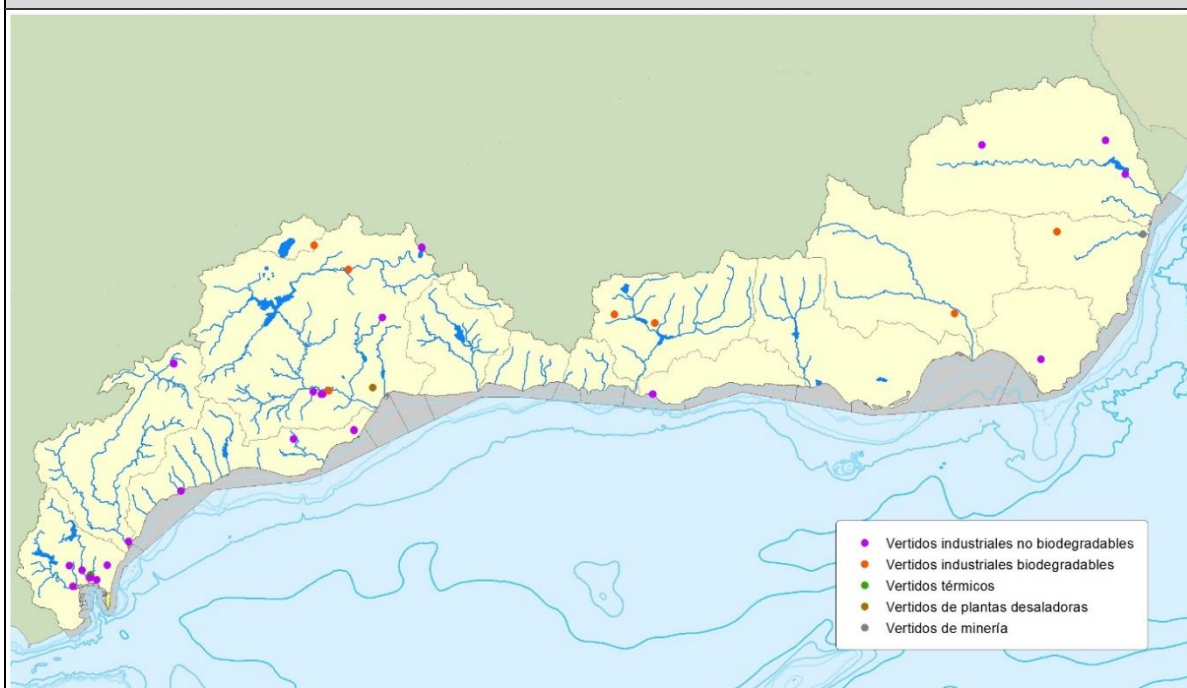 Vertidos industriales no biodegradables
Vertidos industriales biodegradables
Vertidos térmicos
Vertidos de plantas desaladoras
Vertidos de minería